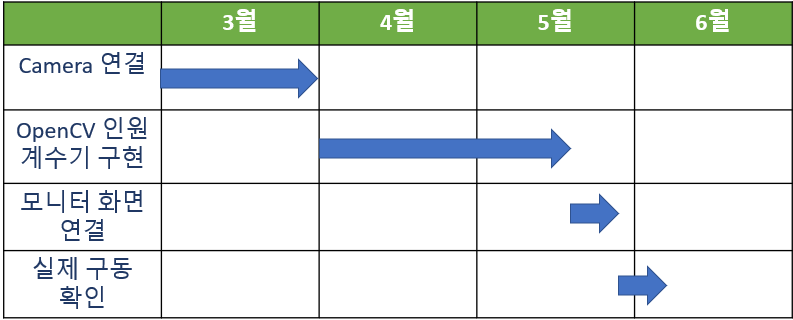 3월 4월 5월 6월
Camera 연결
OpenCV 인원
계수기 구현
모니터 화면
연결
실제 구동
확인